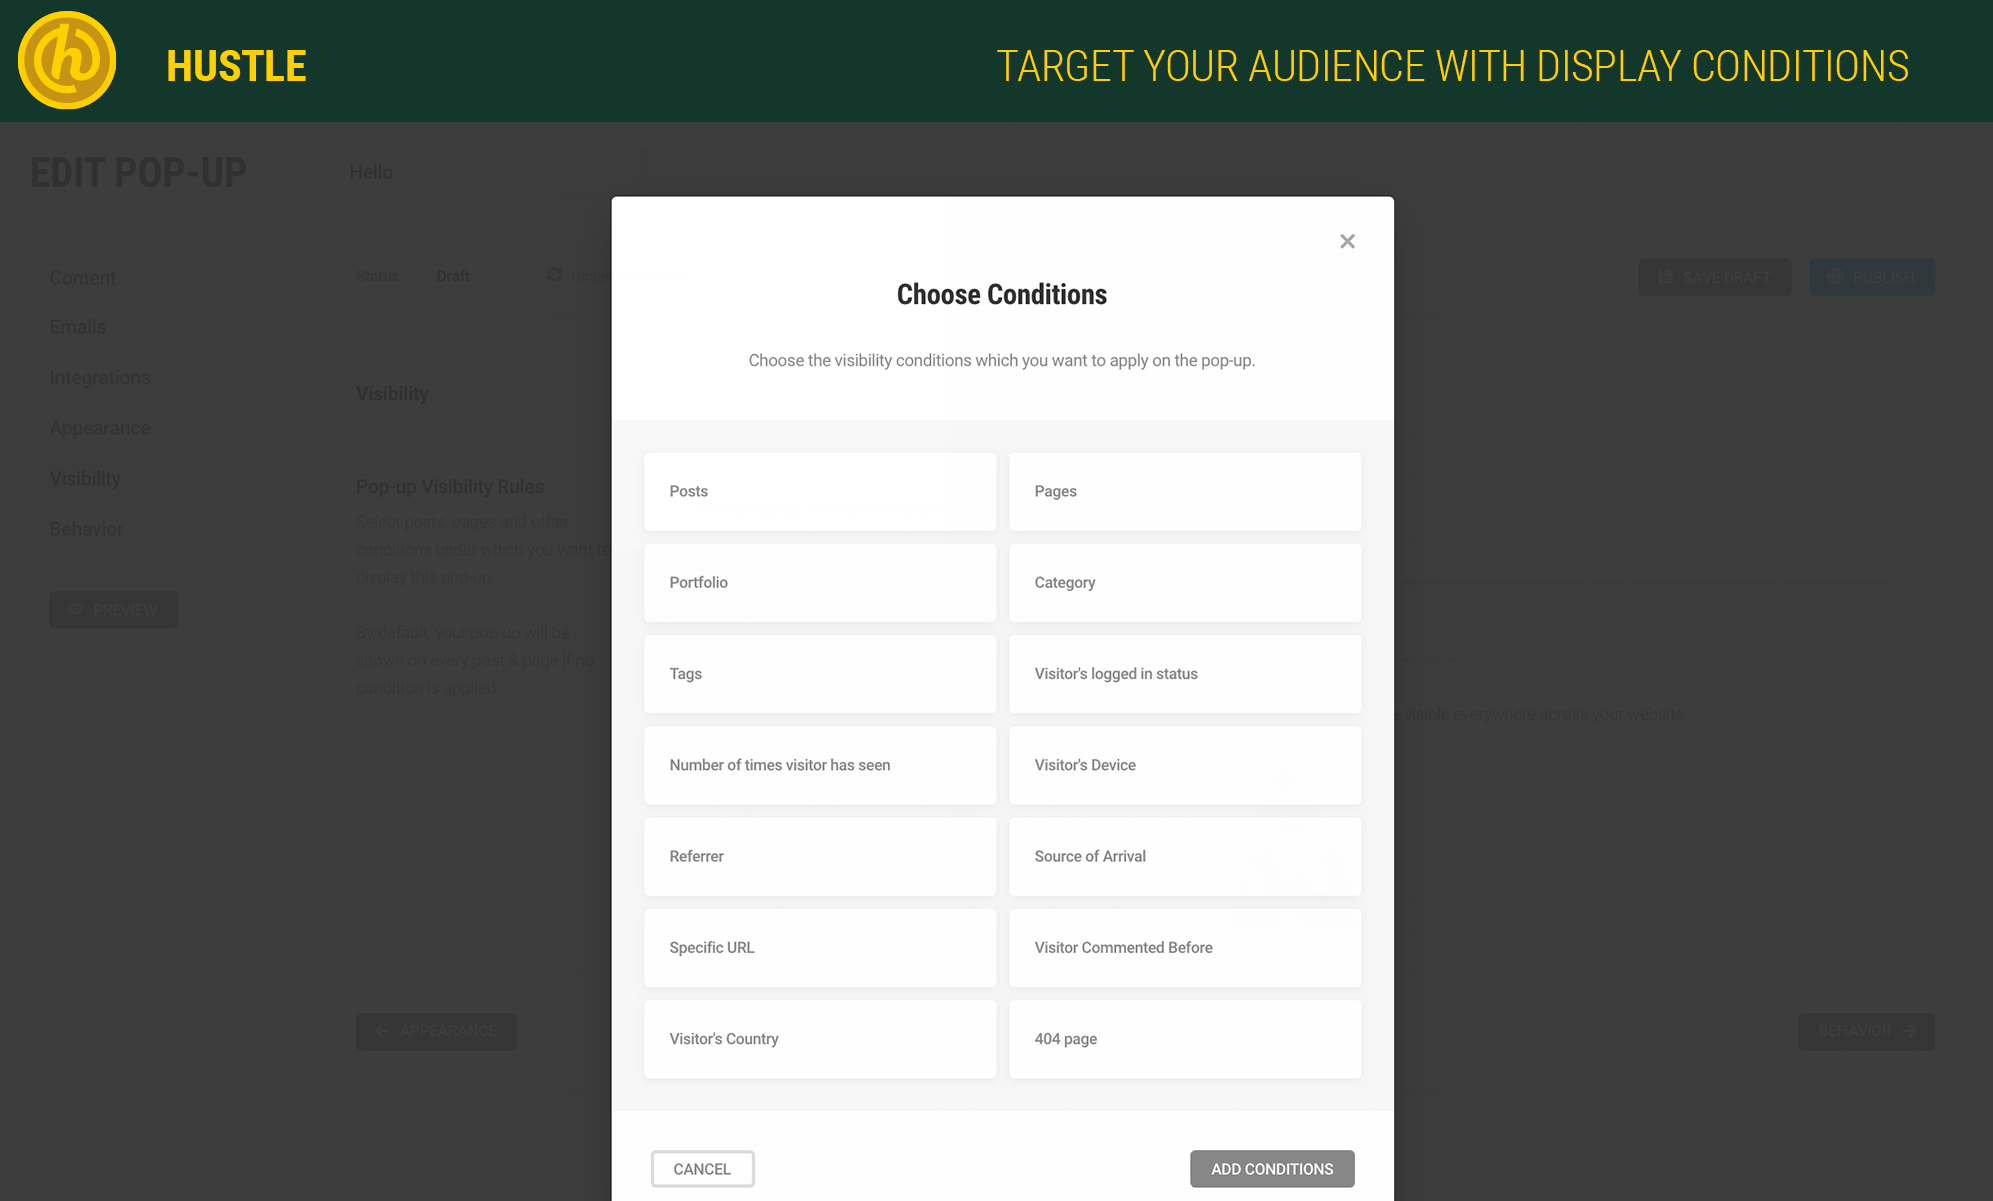 HUSTLE
TARGET YOUR AUDIENCE WITH DISPLAY CONDITIONS
EDIT POP-UP
Hello
Content
Emails
Integrations
Appearance
Visibility
Behavior
PREVIEW
Status Draft
SAVE DRAFT
PUBLISH
Visibility
Pop-up Visibility Rules
Select posts, pages and other
conditions under which you want to
display this pop-up.
By default, your pop-up will be
shown on every post & page if no
condition is applied
visible everywhere across your website.
APPEARANCE
BEHAVIOR
Choose Conditions
Choose the visibility conditions which you want to apply on the pop-up.
Posts
Pages
Portfolio
Category
Tags
Visitor's logged in status
Number of times visitor has seen
Visitor's Device
Referrer
Source of Arrival
Specific URL
Visitor Commented Before
Visitor's Country
404 page
CANCEL
ADD CONDITIONS